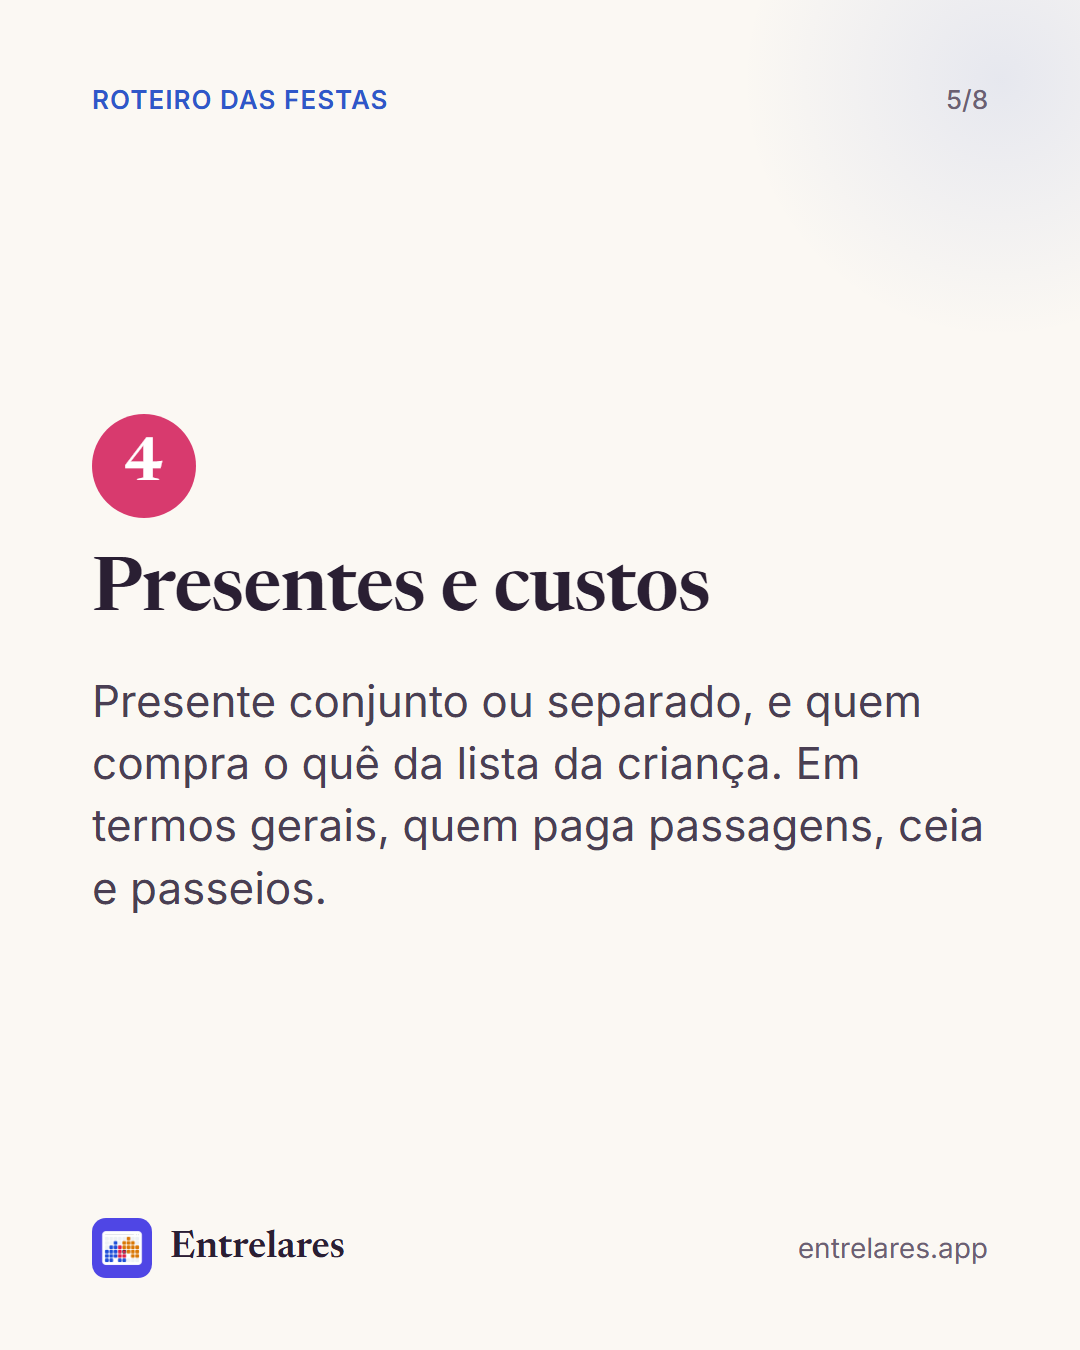 ROTEIRO DAS FESTAS
5/8
4
Presentes e custos
Presente conjunto ou separado, e quem
compra o quê da lista da criança. Em
termos gerais, quem paga passagens, ceia
e passeios.
Entrelares
entrelares.app